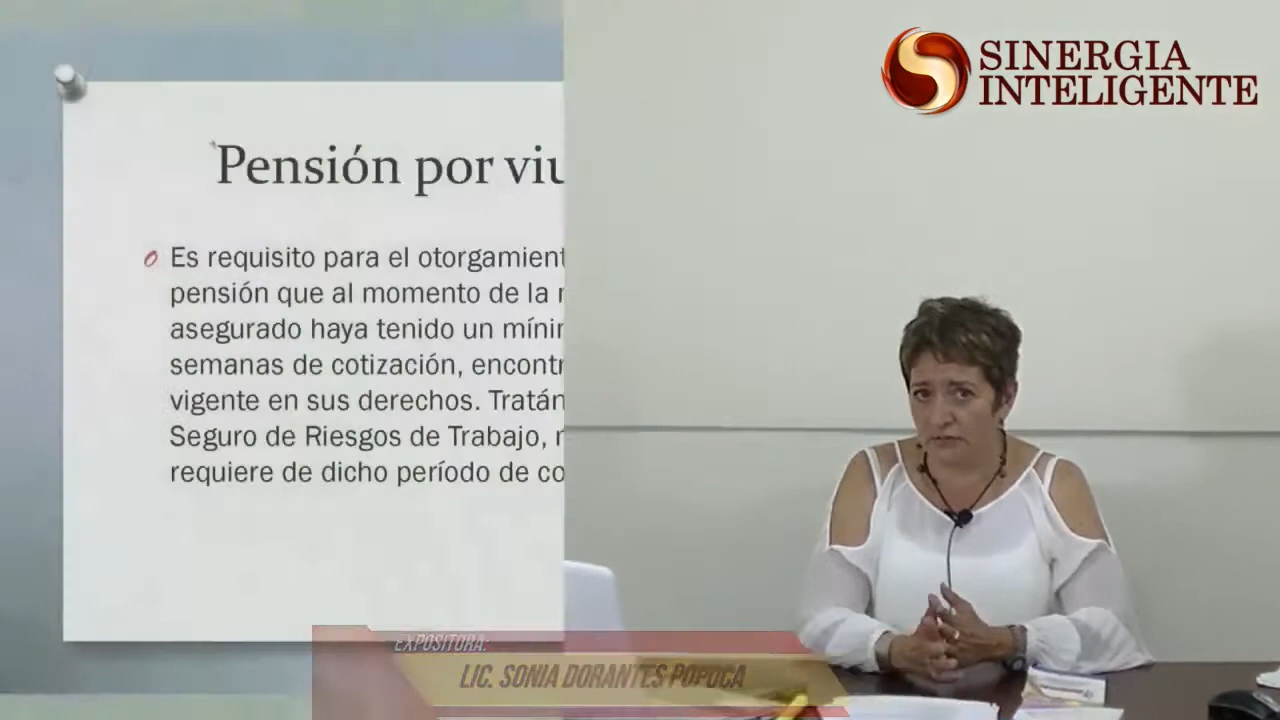 SINERGIA
INTELIGENTE
Pensión por viu
Es requisito para el otorgamient
pensión que al momento de la
asegurado haya tenido un mínim
semanas de cotización, encontr
vigente en sus derechos. Tratán
Seguro de Riesgos de Trabajo,
requiere de dicho período de co
EXPOSITORA:
LIC. SONIA DORANTES POPOCA